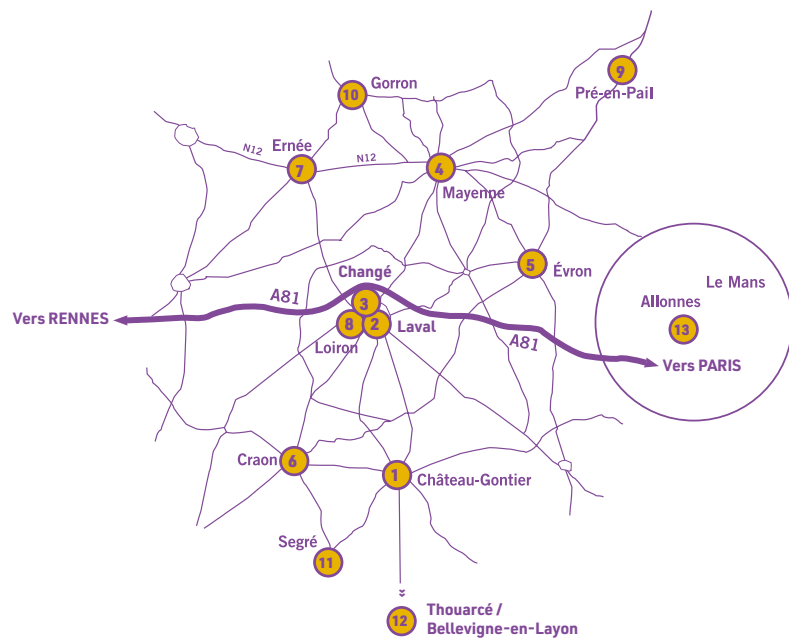 9
Pré-en-Pail
Gorron
10
Ernée
N12
7
N12
4
Mayenne
5
Évron
Changé
A81
3
Vers RENNES
8
2
Laval
Loiron
A81
Le Mans
Allonnes
13
Vers PARIS
Craon
6
1
Château-Gontier
Segré
11
12
Thouarcé /
Bellevigne-en-Layon